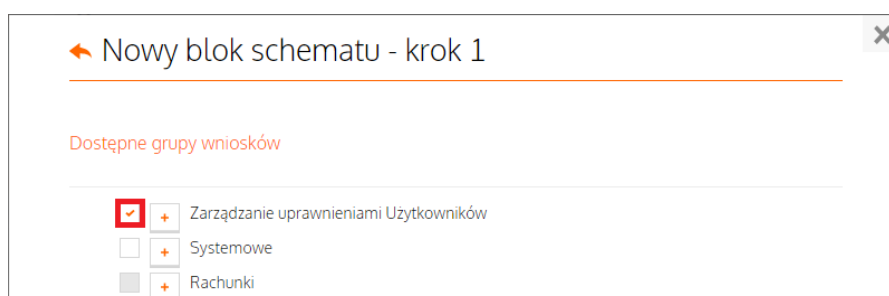 Nowy blok schematu - krok 1
Dostępne grupy wniosków
Zarządzanie uprawnieniami Użytkowników
Systemowe
Rachunki